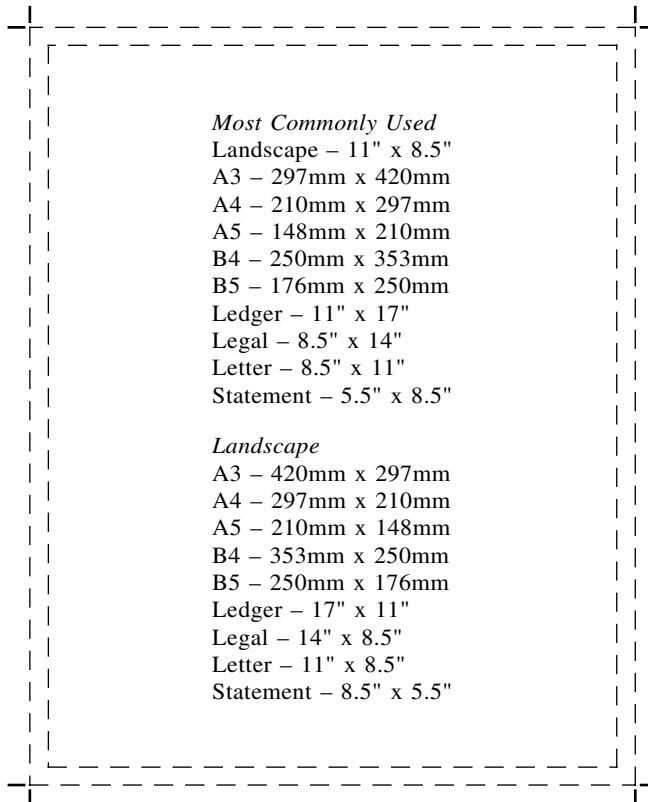 Most Commonly Used
Landscape – 11" x 8.5"
A3 – 297mm x 420mm
A4 – 210mm x 297mm
A5 – 148mm x 210mm
B4 – 250mm x 353mm
B5 – 176mm x 250mm
Ledger – 11" x 17"
Legal – 8.5" x 14"
Letter – 8.5" x 11"
Statement – 5.5" x 8.5"
Landscape
A3 – 420mm x 297mm
A4 – 297mm x 210mm
A5 – 210mm x 148mm
B4 – 353mm x 250mm
B5 – 250mm x 176mm
Ledger – 17" x 11"
Legal – 14" x 8.5"
Letter – 11" x 8.5"
Statement – 8.5" x 5.5"